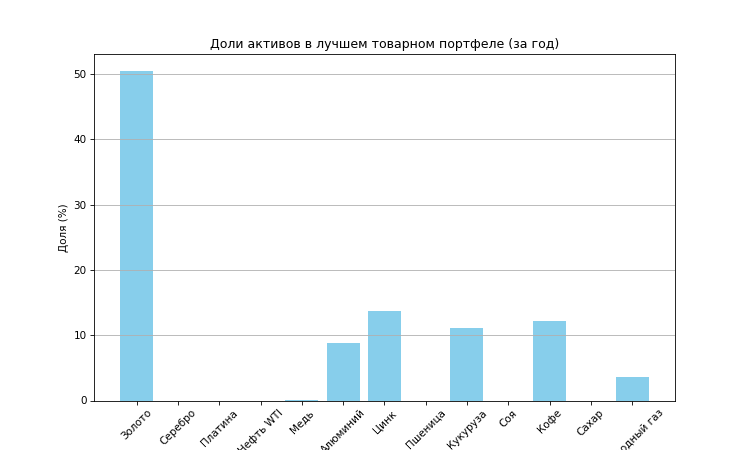 Доли активов в лучшем товарном портфеле (за год)
Доля (%)
50
40
30
20
10
0
Золото
Серебро
Платина
Нефть WTI
Медь
Алюминий
Цинк
Пшеница
Кукуруза
Соя
Кофе
Сахар
газ